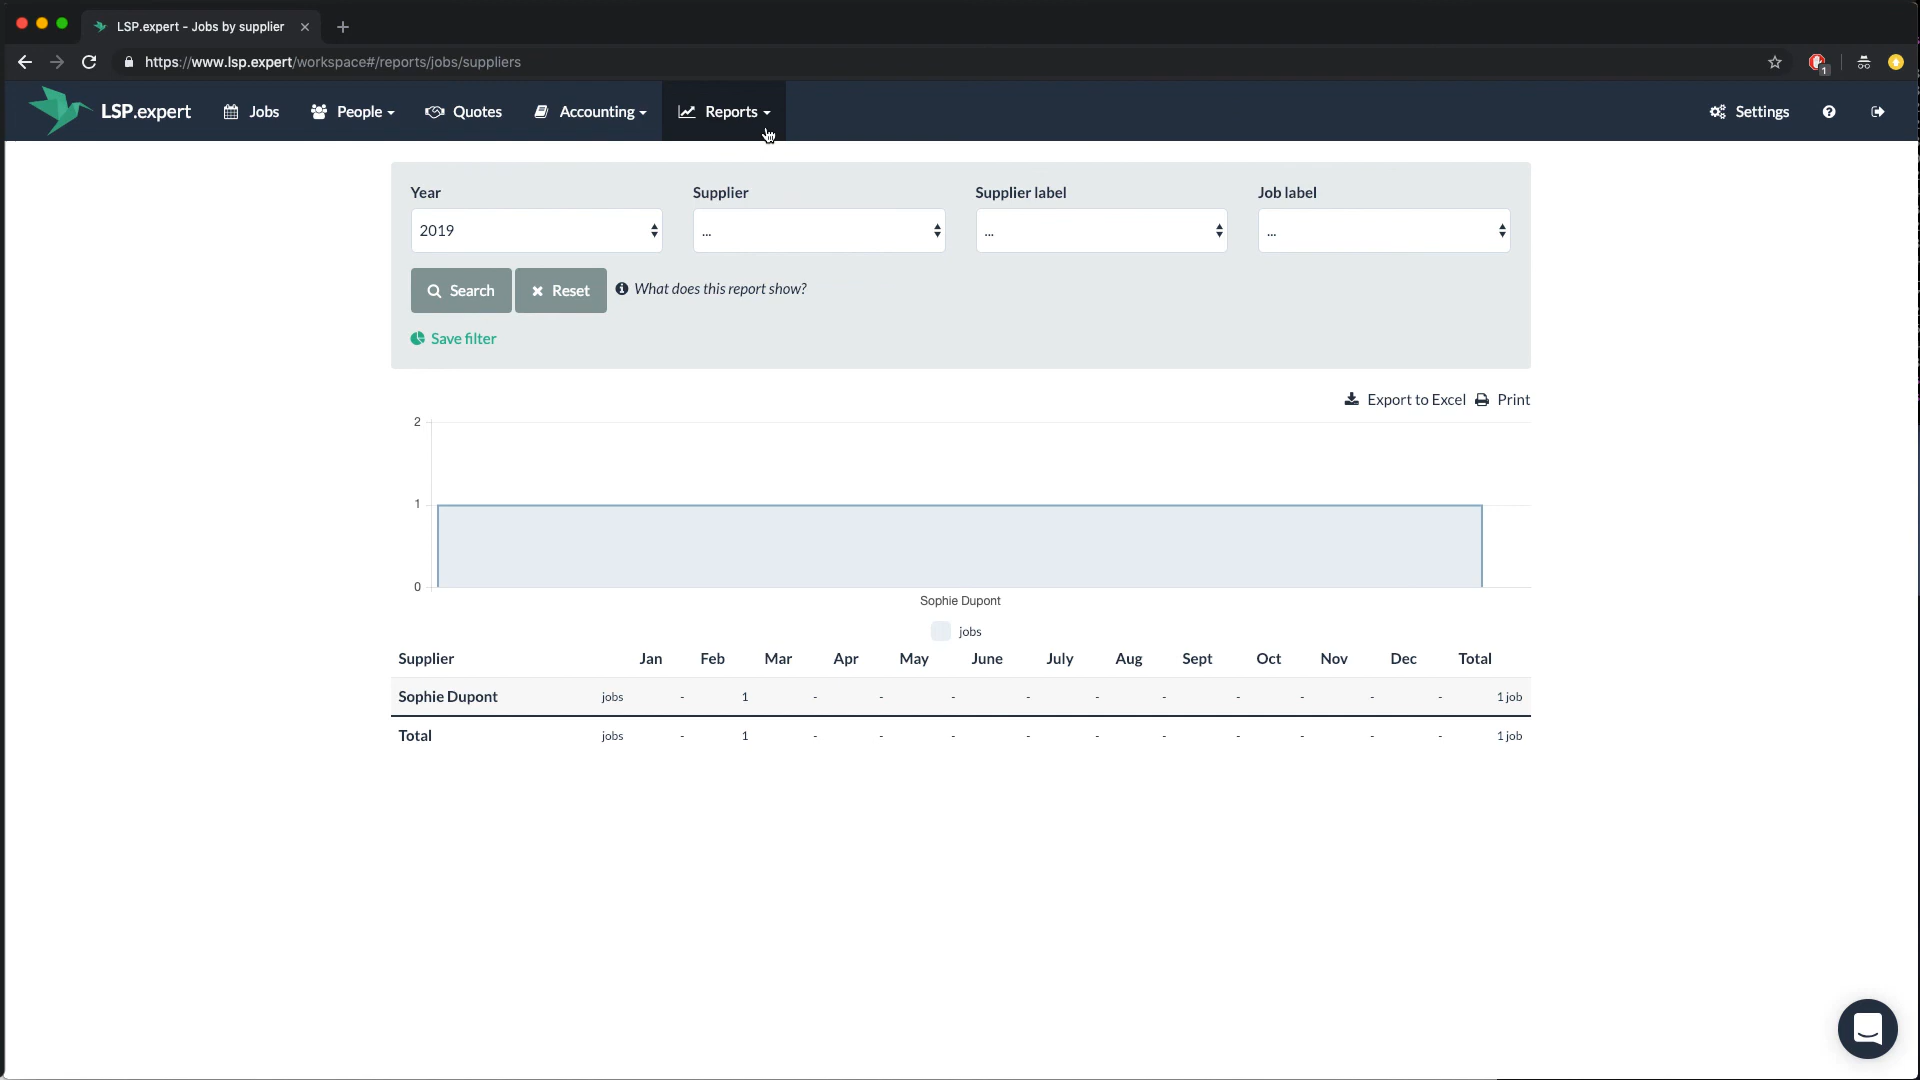 LSP.expert - Jobs by supplier
https://www.lsp.expert/workspace#/reports/jobs/suppliers
1
LSP.expert Jobs People Quotes Accounting Reports Settings
Year Supplier Supplier label Job label
2019 ... ... ...
Search Reset What does this report show?
Save filter
Export to Excel Print
2
1
0
Sophie Dupont
jobs
Supplier Jan Feb Mar Apr May June July Aug Sept Oct Nov Dec Total
Sophie Dupont jobs - 1 - - - - - - - - - - 1 job
Total jobs - 1 - - - - - - - - - - 1 job